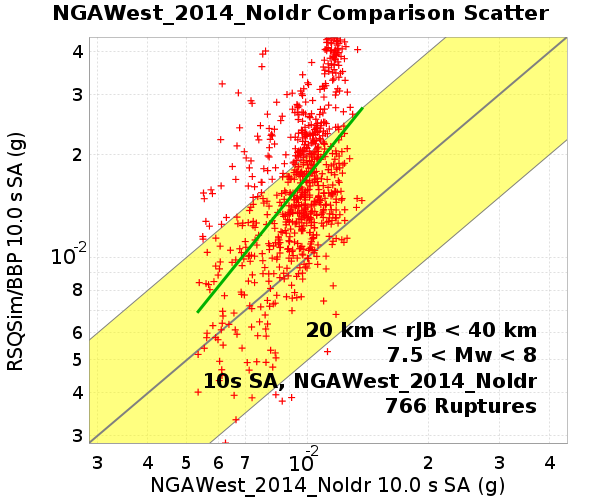 NGAWest_2014_NoIdr Comparison Scatter
RSQSim/BBP 10.0 s SA (g)
4
3
2
10^-2
8
6
5
4
3
20 km < rJB < 40 km
7.5 < Mw < 8
10s SA, NGAWest_2014_NoIdr
766 Ruptures
3 4 5 6 7 10^-2 2 3 4
NGAWest_2014_NoIdr 10.0 s SA (g)